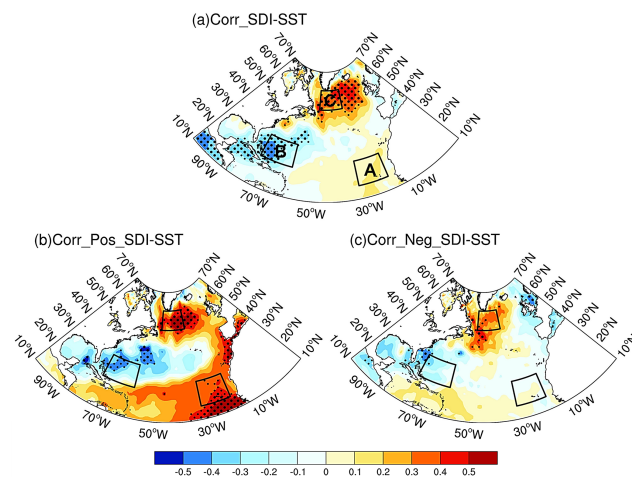 (a)Corr_SDI-SST
70°N
70°N
60°N
60°N
50°N
50°N
40°N
40°N
30°N
30°N
20°N
20°N
10°N
10°N
C
B
A
90°W
10°W
70°W
30°W
50°W
(b)Corr_Pos_SDI-SST
(c)Corr_Neg_SDI-SST
70°N
70°N
60°N
60°N
50°N
50°N
40°N
40°N
30°N
30°N
20°N
20°N
10°N
10°N
90°W
10°W
70°W
30°W
50°W
70°N
70°N
60°N
60°N
50°N
50°N
40°N
40°N
30°N
30°N
20°N
20°N
10°N
10°N
90°W
10°W
70°W
30°W
50°W
-0.5 -0.4 -0.3 -0.2 -0.1 0 0.1 0.2 0.3 0.4 0.5